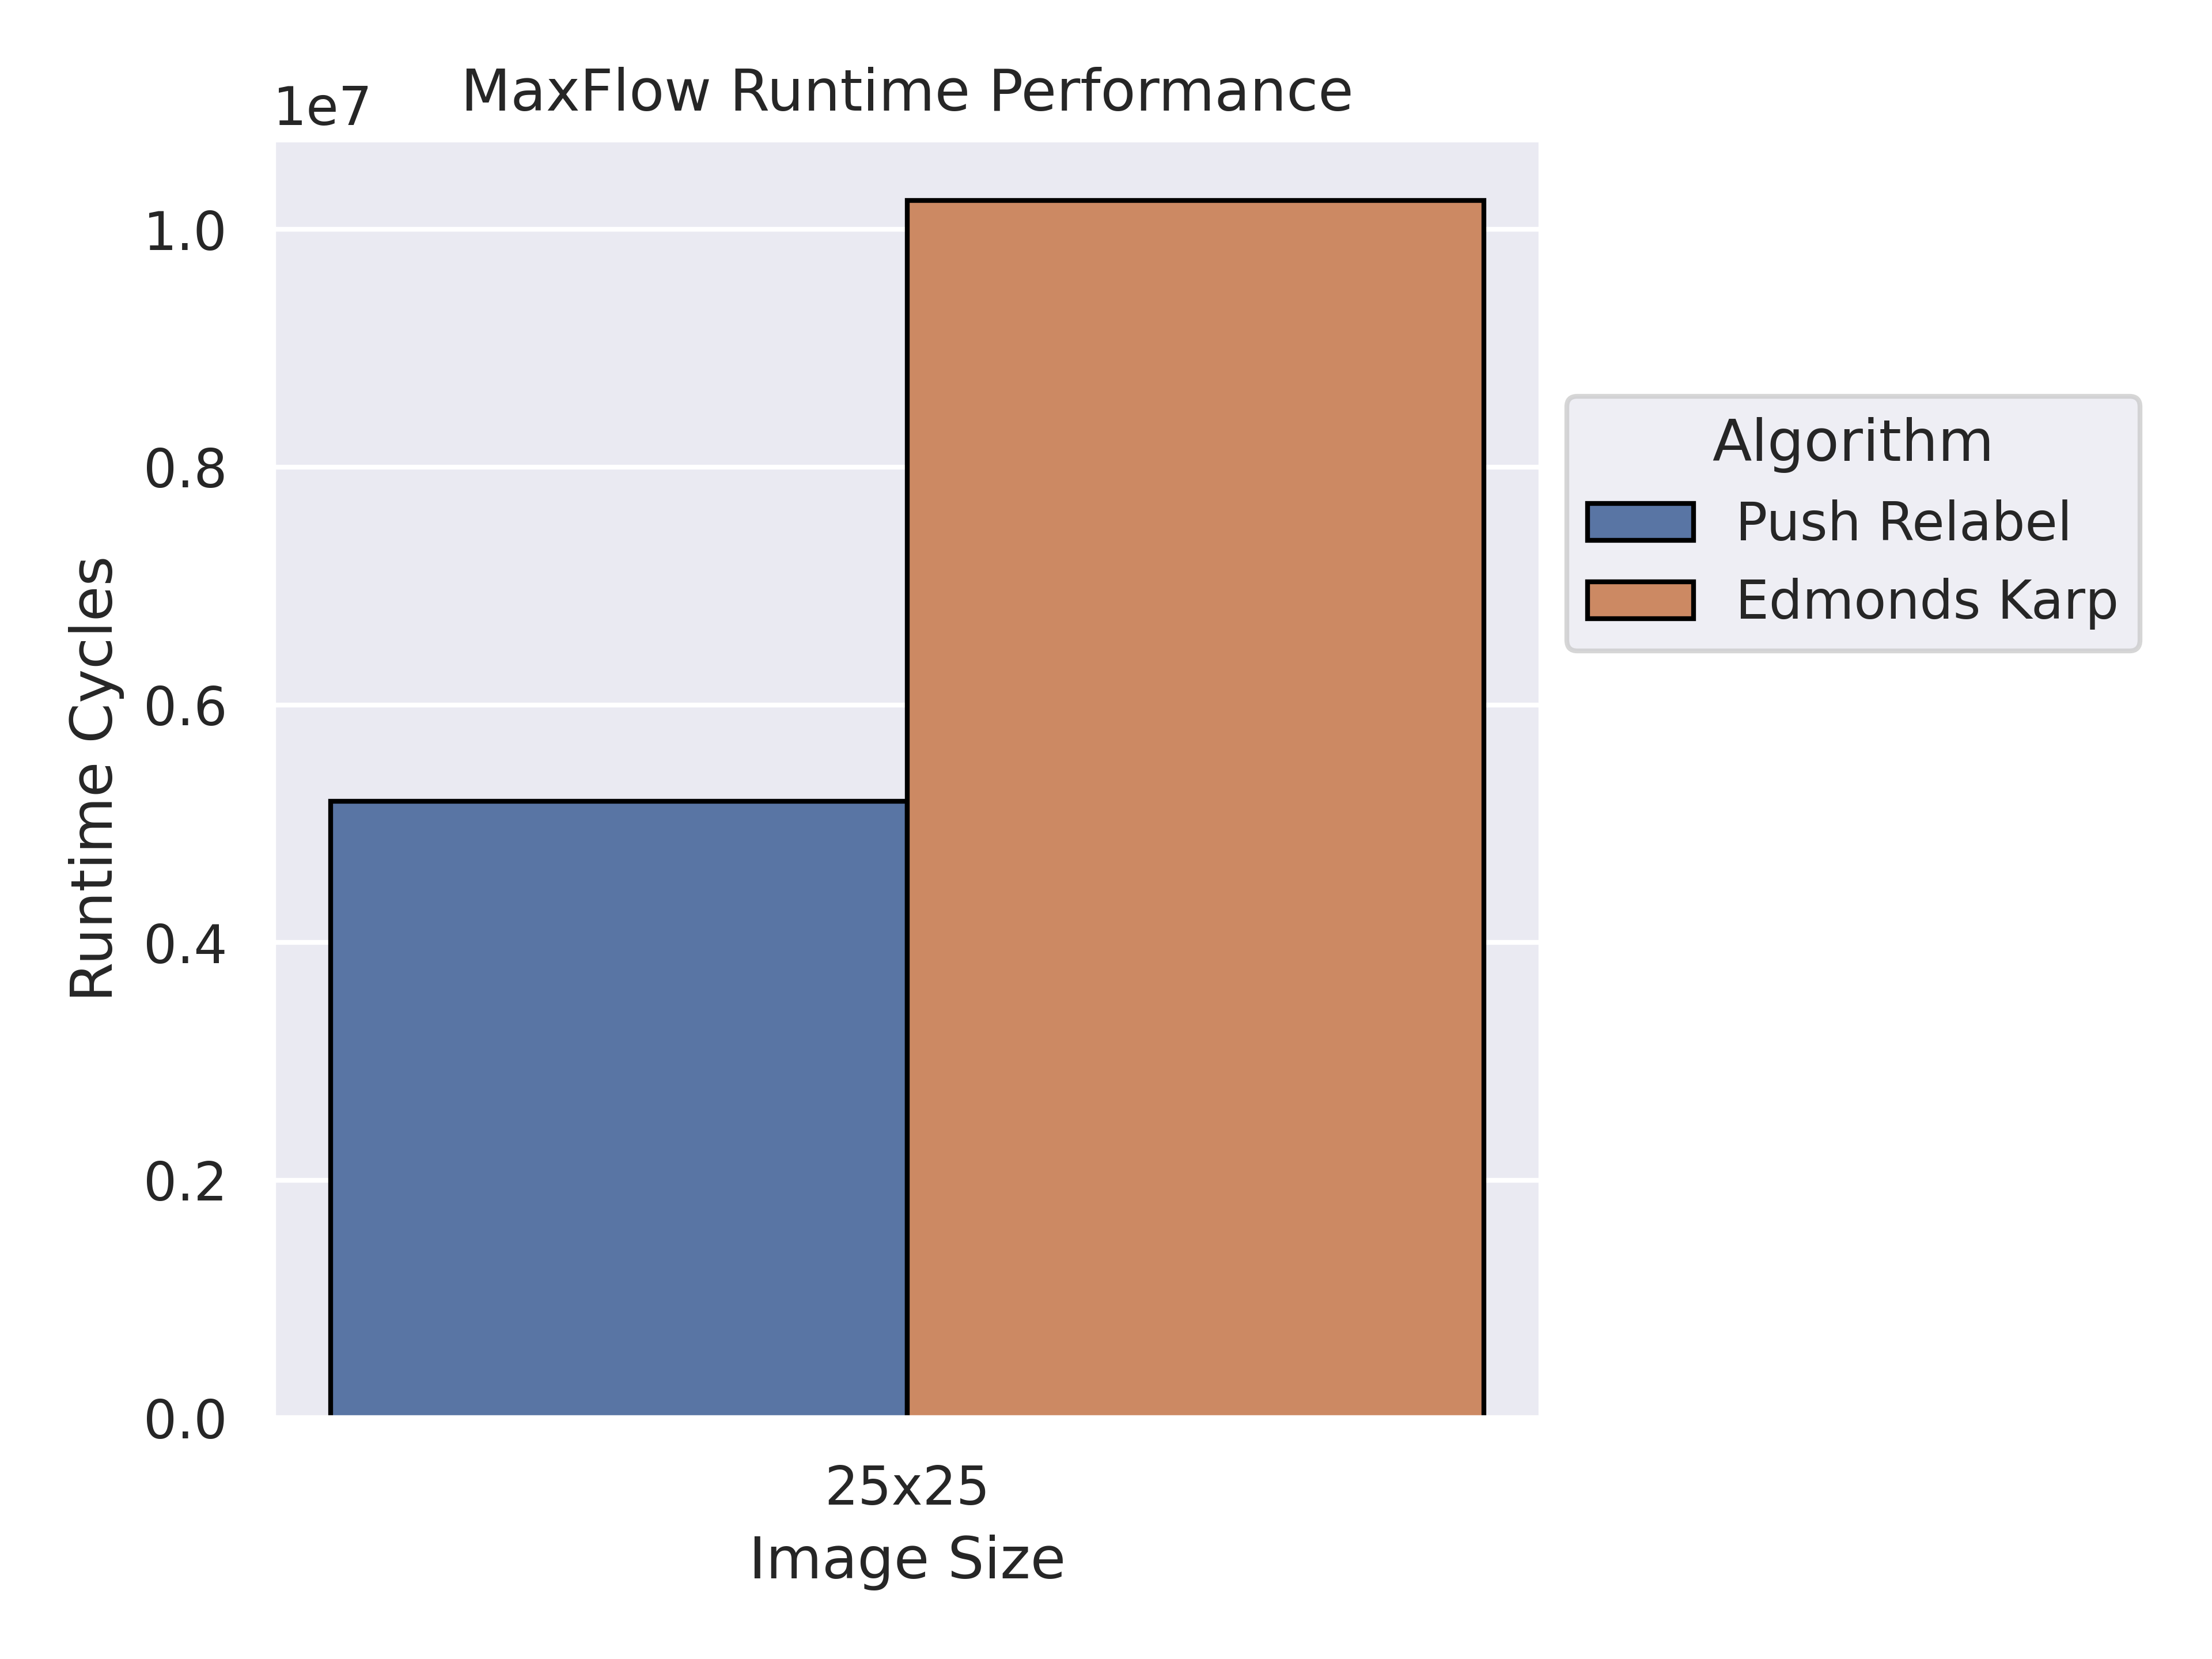 MaxFlow Runtime Performance
1e7
1.0
0.8
0.6
0.4
0.2
0.0
Runtime Cycles
25x25
Image Size
Algorithm
Push Relabel
Edmonds Karp